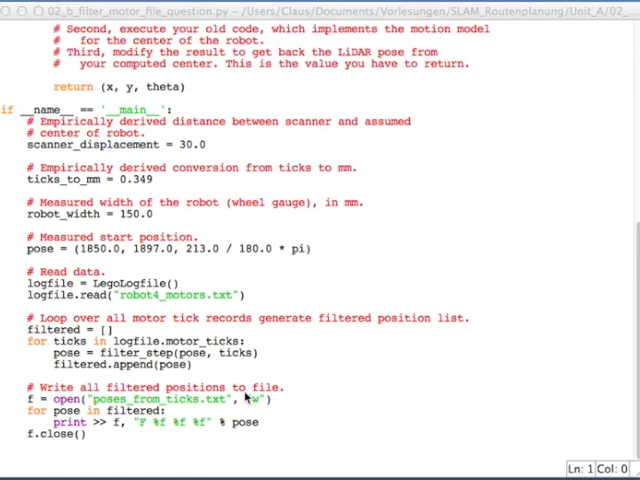 02_b_filter_motor_file_question.py - /Users/Claus/Documents/Vorlesungen/SLAM_Routenplanung/Unit_A/02_...
# Second, execute your old code, which implements the motion model
# for the center of the robot.
# Third, modify the result to get back the LiDAR pose from
# your computed center. This is the value you have to return.
return (x, y, theta)
if __name__ == '__main__':
# Empirically derived distance between scanner and assumed
# center of robot.
scanner_displacement = 30.0
# Empirically derived conversion from ticks to mm.
ticks_to_mm = 0.349
# Measured width of the robot (wheel gauge), in mm.
robot_width = 150.0
# Measured start position.
pose = (1850.0, 1897.0, 213.0 / 180.0 * pi)
# Read data.
logfile = LegoLogfile()
logfile.read("robot4_motors.txt")
# Loop over all motor tick records generate filtered position list.
filtered = []
for ticks in logfile.motor_ticks:
pose = filter_step(pose, ticks)
filtered.append(pose)
# Write all filtered positions to file.
f = open("poses_from_ticks.txt", "w")
for pose in filtered:
print >> f, "F %f %f %f" % pose
f.close()
Ln: 1 Col: 0